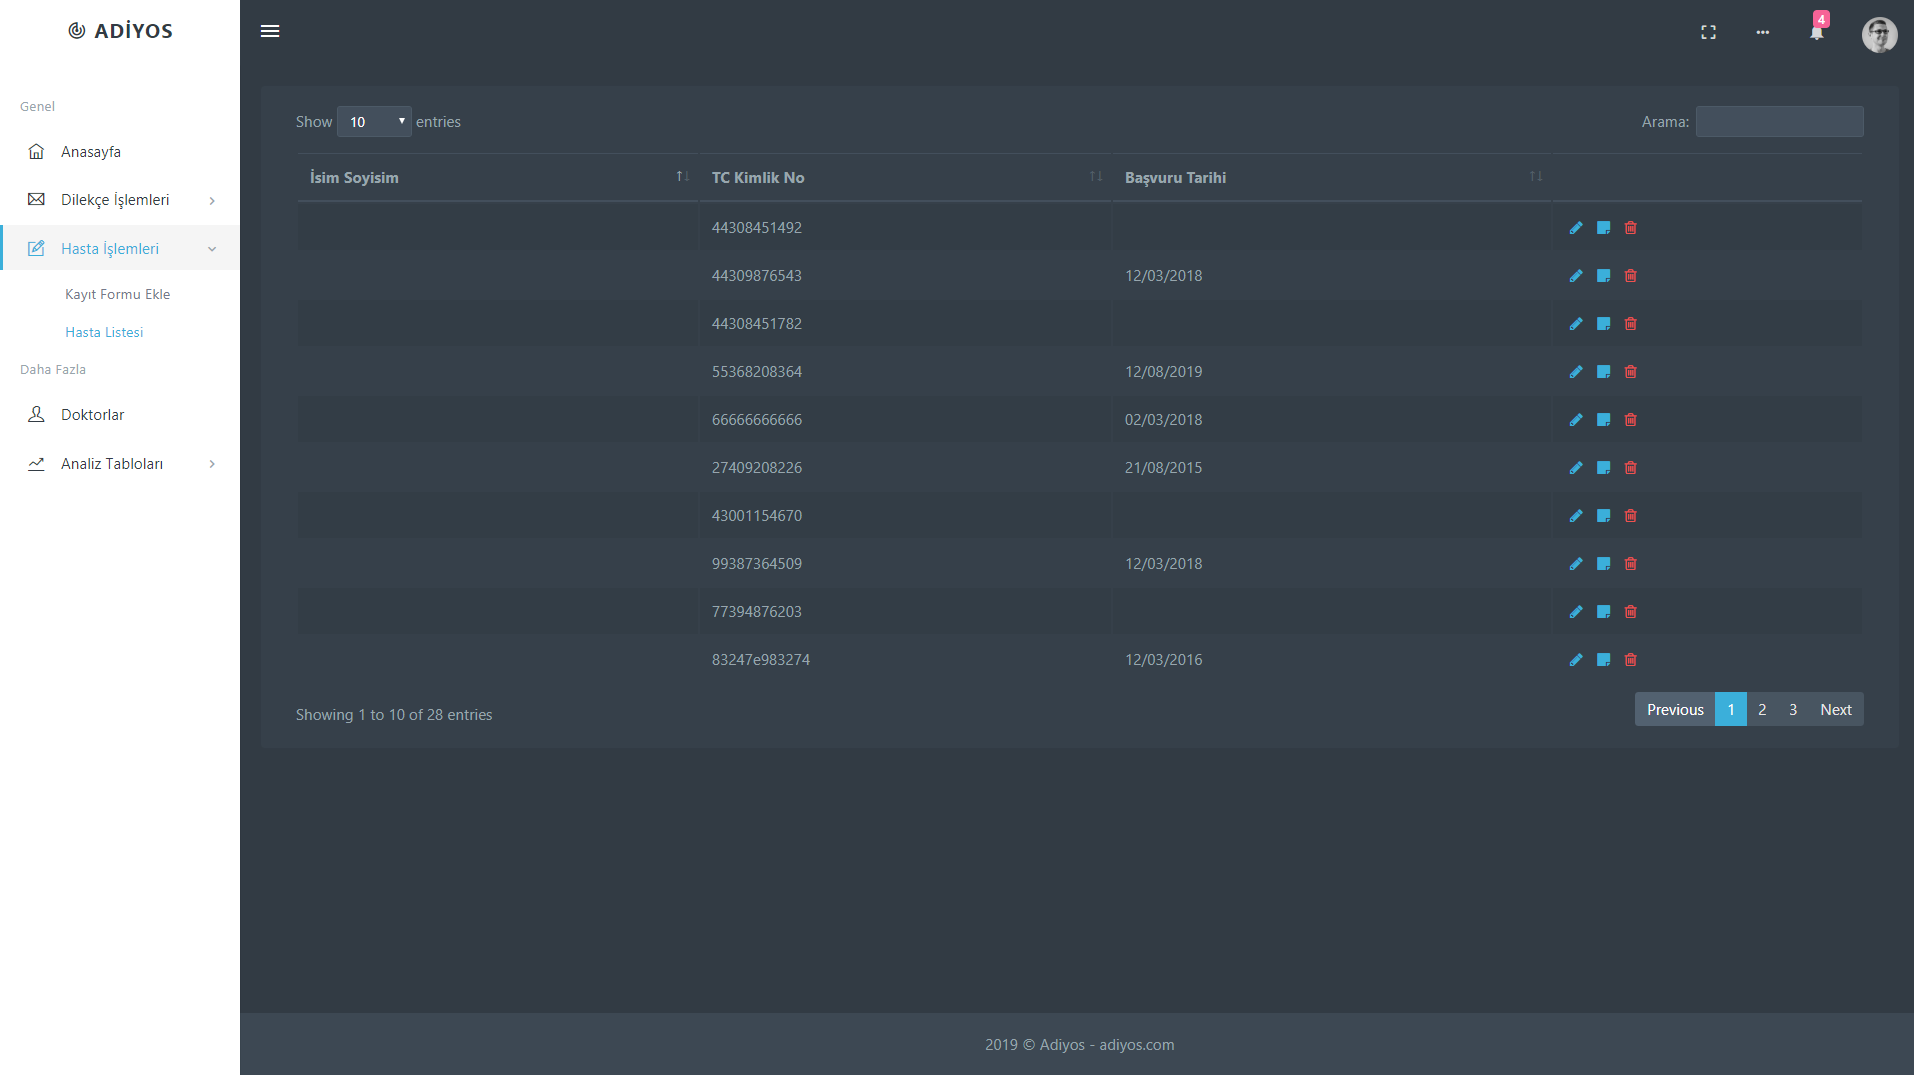 ADİYOS
4
Genel
Anasayfa
Dilekçe İşlemleri
Hasta İşlemleri
Kayıt Formu Ekle
Hasta Listesi
Daha Fazla
Doktorlar
Analiz Tabloları
Show 10 entries
Arama:
İsim Soyisim TC Kimlik No Başvuru Tarihi
44308451492
44309876543 12/03/2018
44308451782
55368208364 12/08/2019
66666666666 02/03/2018
27409208226 21/08/2015
43001154670
99387364509 12/03/2018
77394876203
83247e983274 12/03/2016
Showing 1 to 10 of 28 entries
Previous 1 2 3 Next
2019 © Adiyos - adiyos.com